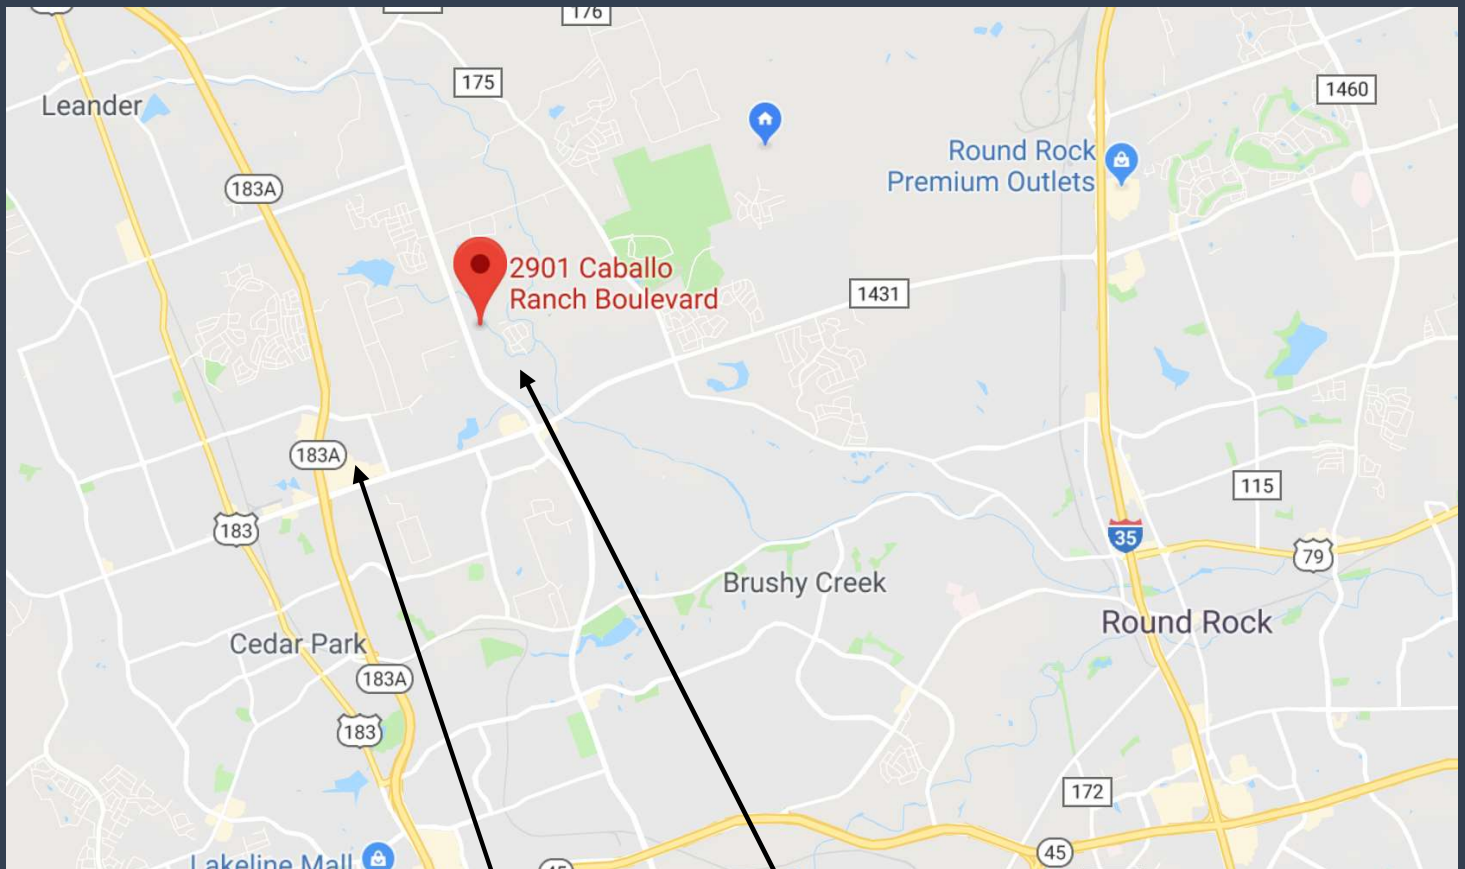 176
175
1460
Leander
Round Rock
Premium Outlets
183A
2901 Caballo
Ranch Boulevard
1431
183A
115
183
35
79
Brushy Creek
Round Rock
Cedar Park
183A
183
172
45
Lakeline Mall
45